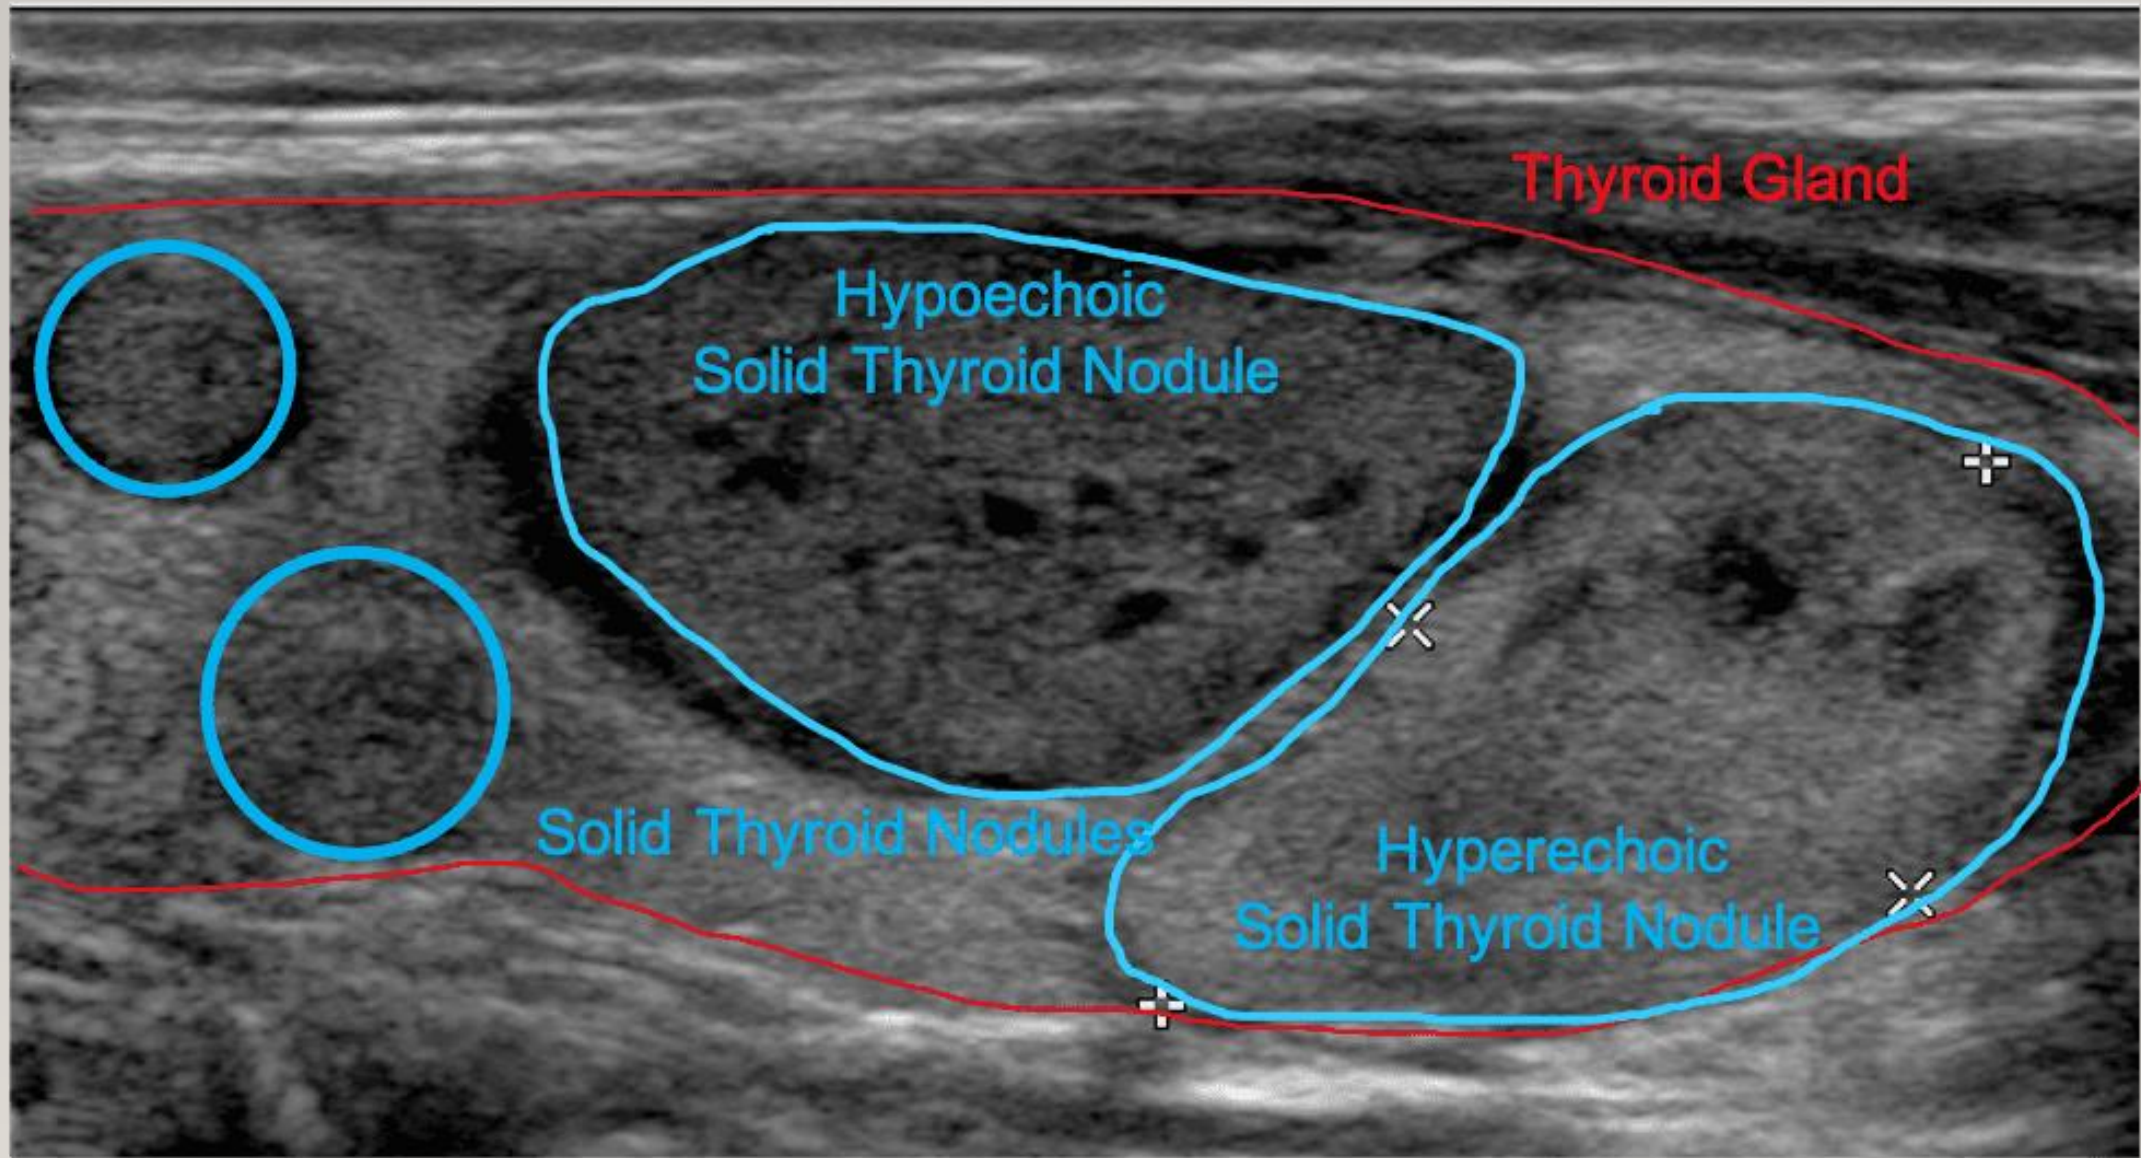 Thyroid Gland
Hypoechoic
Solid Thyroid Nodule
Solid Thyroid Nodules
Hyperechoic
Solid Thyroid Nodule